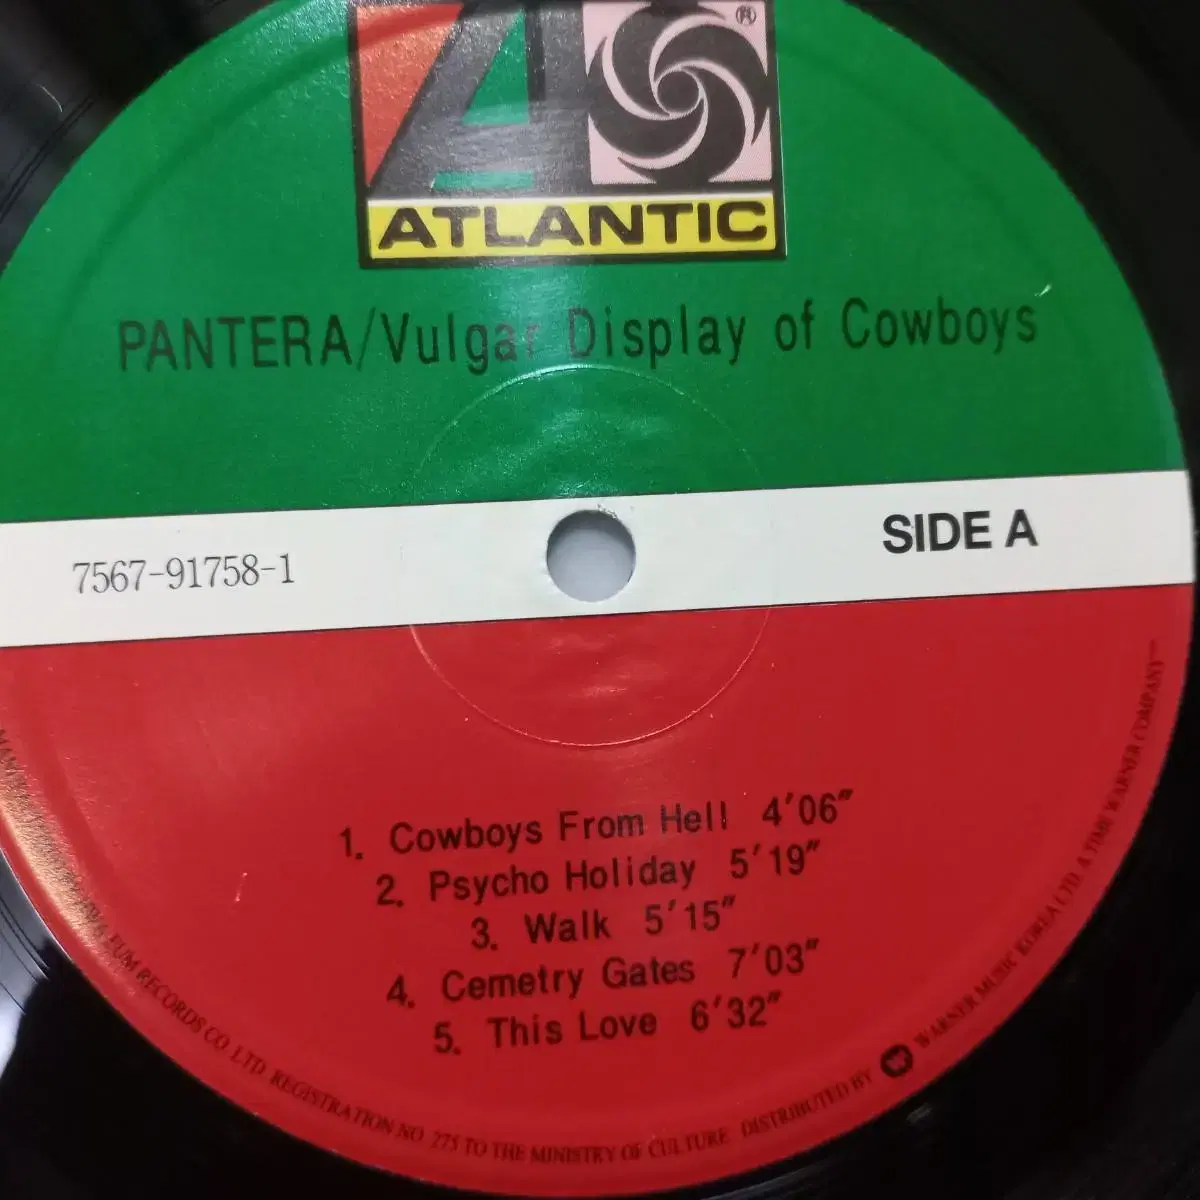 ®
ATLANTIC
PANTERA/Vulgar Display of Cowboys
7567-91758-1
SIDE A
1. Cowboys From Hell 4'06"
2. Psycho Holiday 5'19"
3. Walk 5'15"
4. Cemetry Gates 7'03"
5. This Love 6'32"
EUM RECORDS CO. LTD. REGISTRATION NO. 275 TO THE MINISTRY OF CULTURE DISTRIBUTED BY WARNER MUSIC KOREA LTD. A TIME WARNER COMPANY